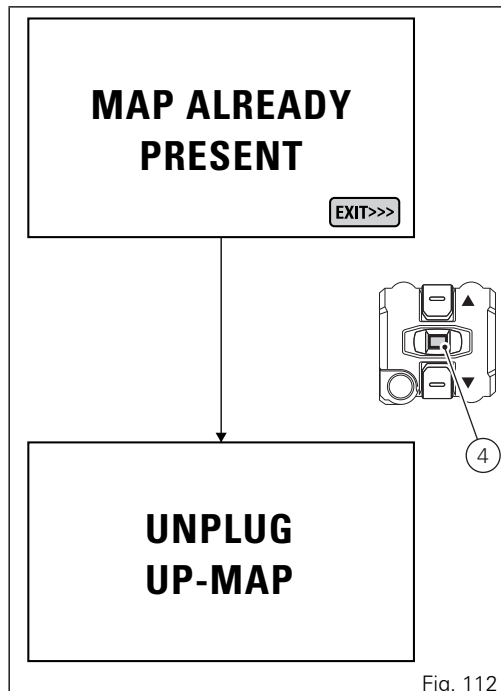 MAP ALREADY
PRESENT
EXIT>>>
4
UNPLUG
UP-MAP
Fig. 112